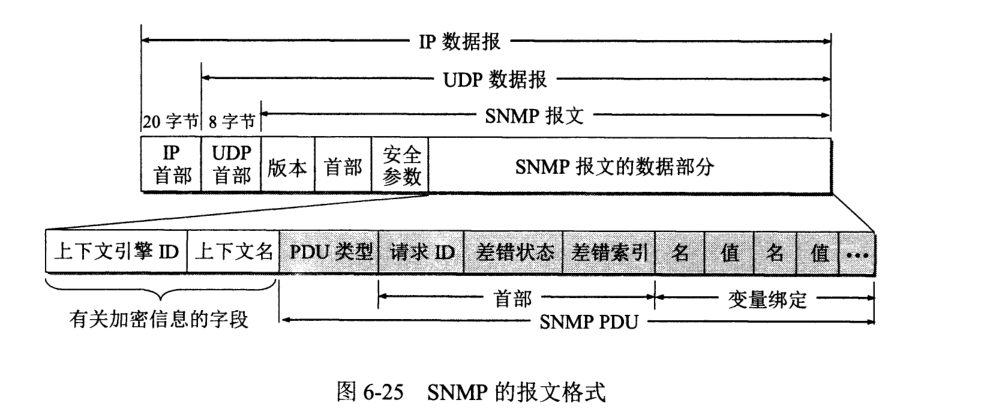 IP 数据报
UDP 数据报
20 字节 8 字节 SNMP 报文
IP 首部 UDP 首部 版本 首部 安全参数 SNMP 报文的数据部分
上下文引擎 ID 上下文名 PDU 类型 请求 ID 差错状态 差错索引 名 值 名 值 ···
首部 变量绑定
有关加密信息的字段 SNMP PDU
图 6-25 SNMP 的报文格式